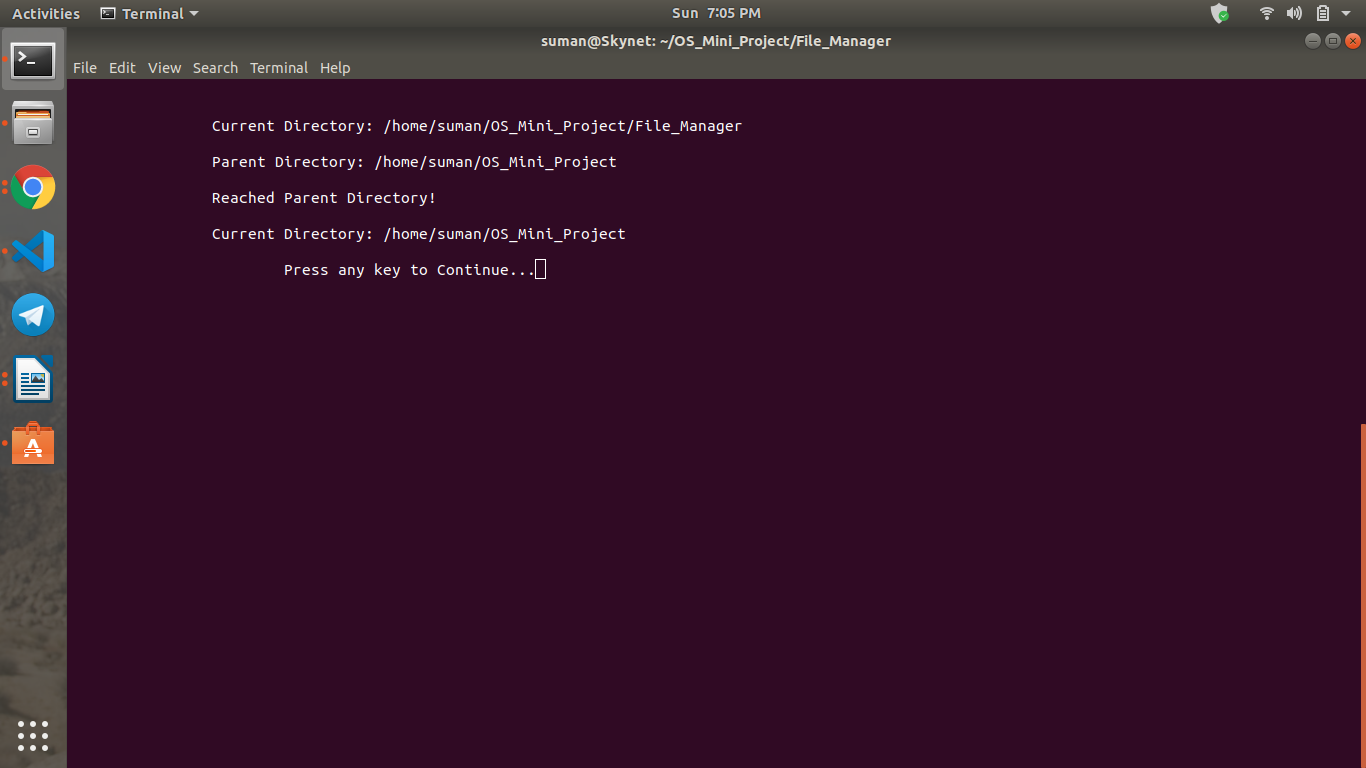 Activities Terminal Sun 7:05 PM
suman@Skynet: ~/OS_Mini_Project/File_Manager
File Edit View Search Terminal Help
Current Directory: /home/suman/OS_Mini_Project/File_Manager
Parent Directory: /home/suman/OS_Mini_Project
Reached Parent Directory!
Current Directory: /home/suman/OS_Mini_Project
Press any key to Continue...